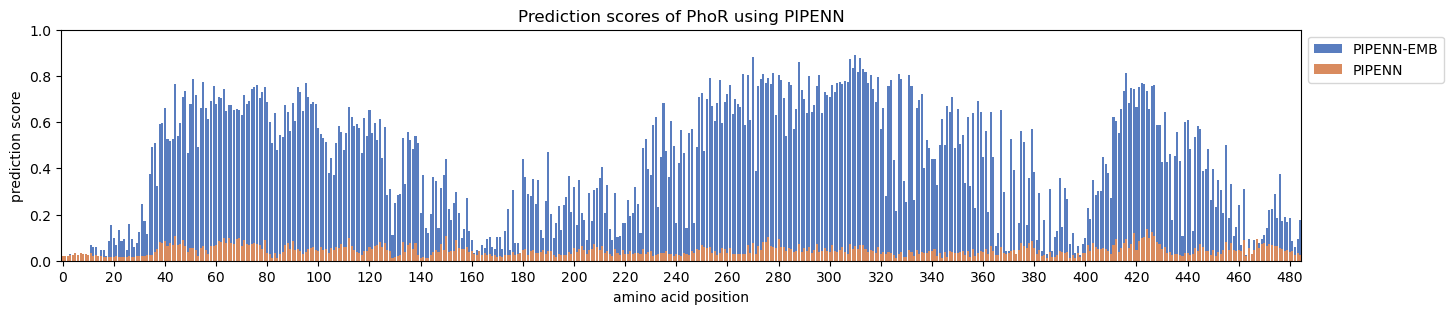 Prediction scores of PhoR using PIPENN
1.0
0.8
0.6
0.4
0.2
0.0
prediction score
0 20 40 60 80 100 120 140 160 180 200 220 240 260 280 300 320 340 360 380 400 420 440 460 480
amino acid position
PIPENN-EMB
PIPENN